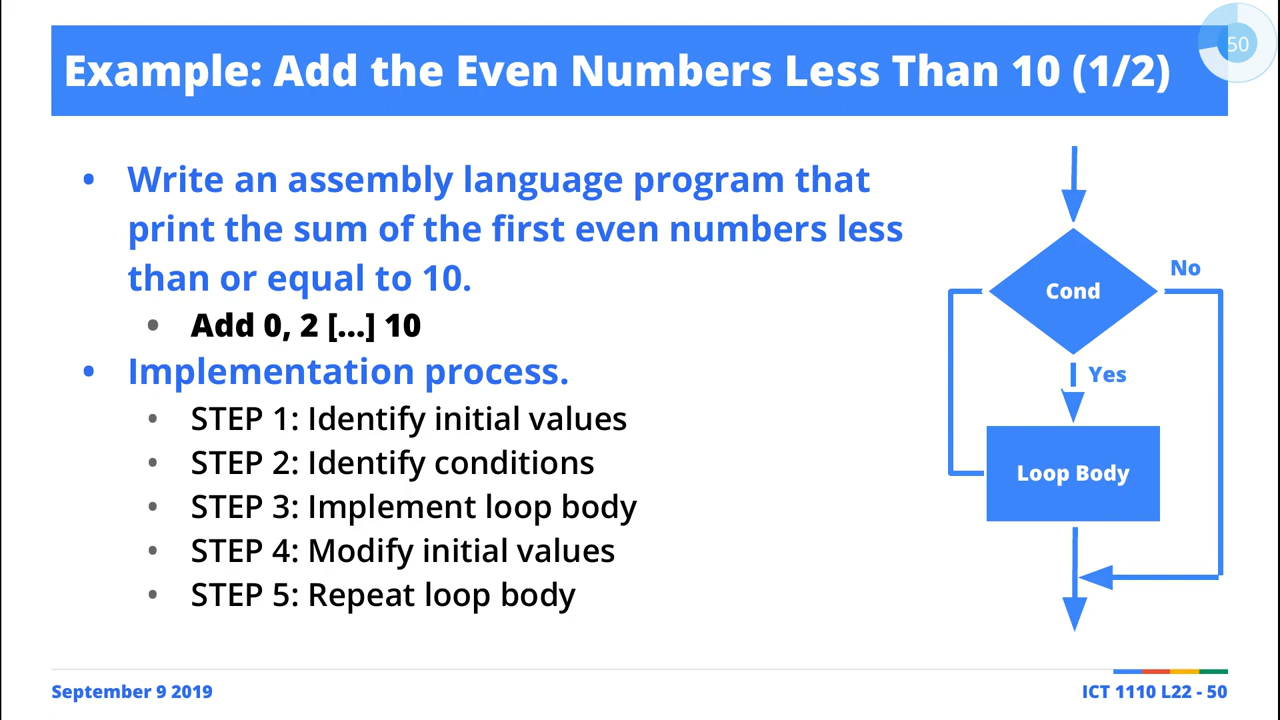 Example: Add the Even Numbers Less Than 10 (1/2)
50
• Write an assembly language program that
print the sum of the first even numbers less
than or equal to 10.
• Add 0, 2 [...] 10
• Implementation process.
• STEP 1: Identify initial values
• STEP 2: Identify conditions
• STEP 3: Implement loop body
• STEP 4: Modify initial values
• STEP 5: Repeat loop body
Cond
No
Yes
Loop Body
September 9 2019
ICT 1110 L22 - 50